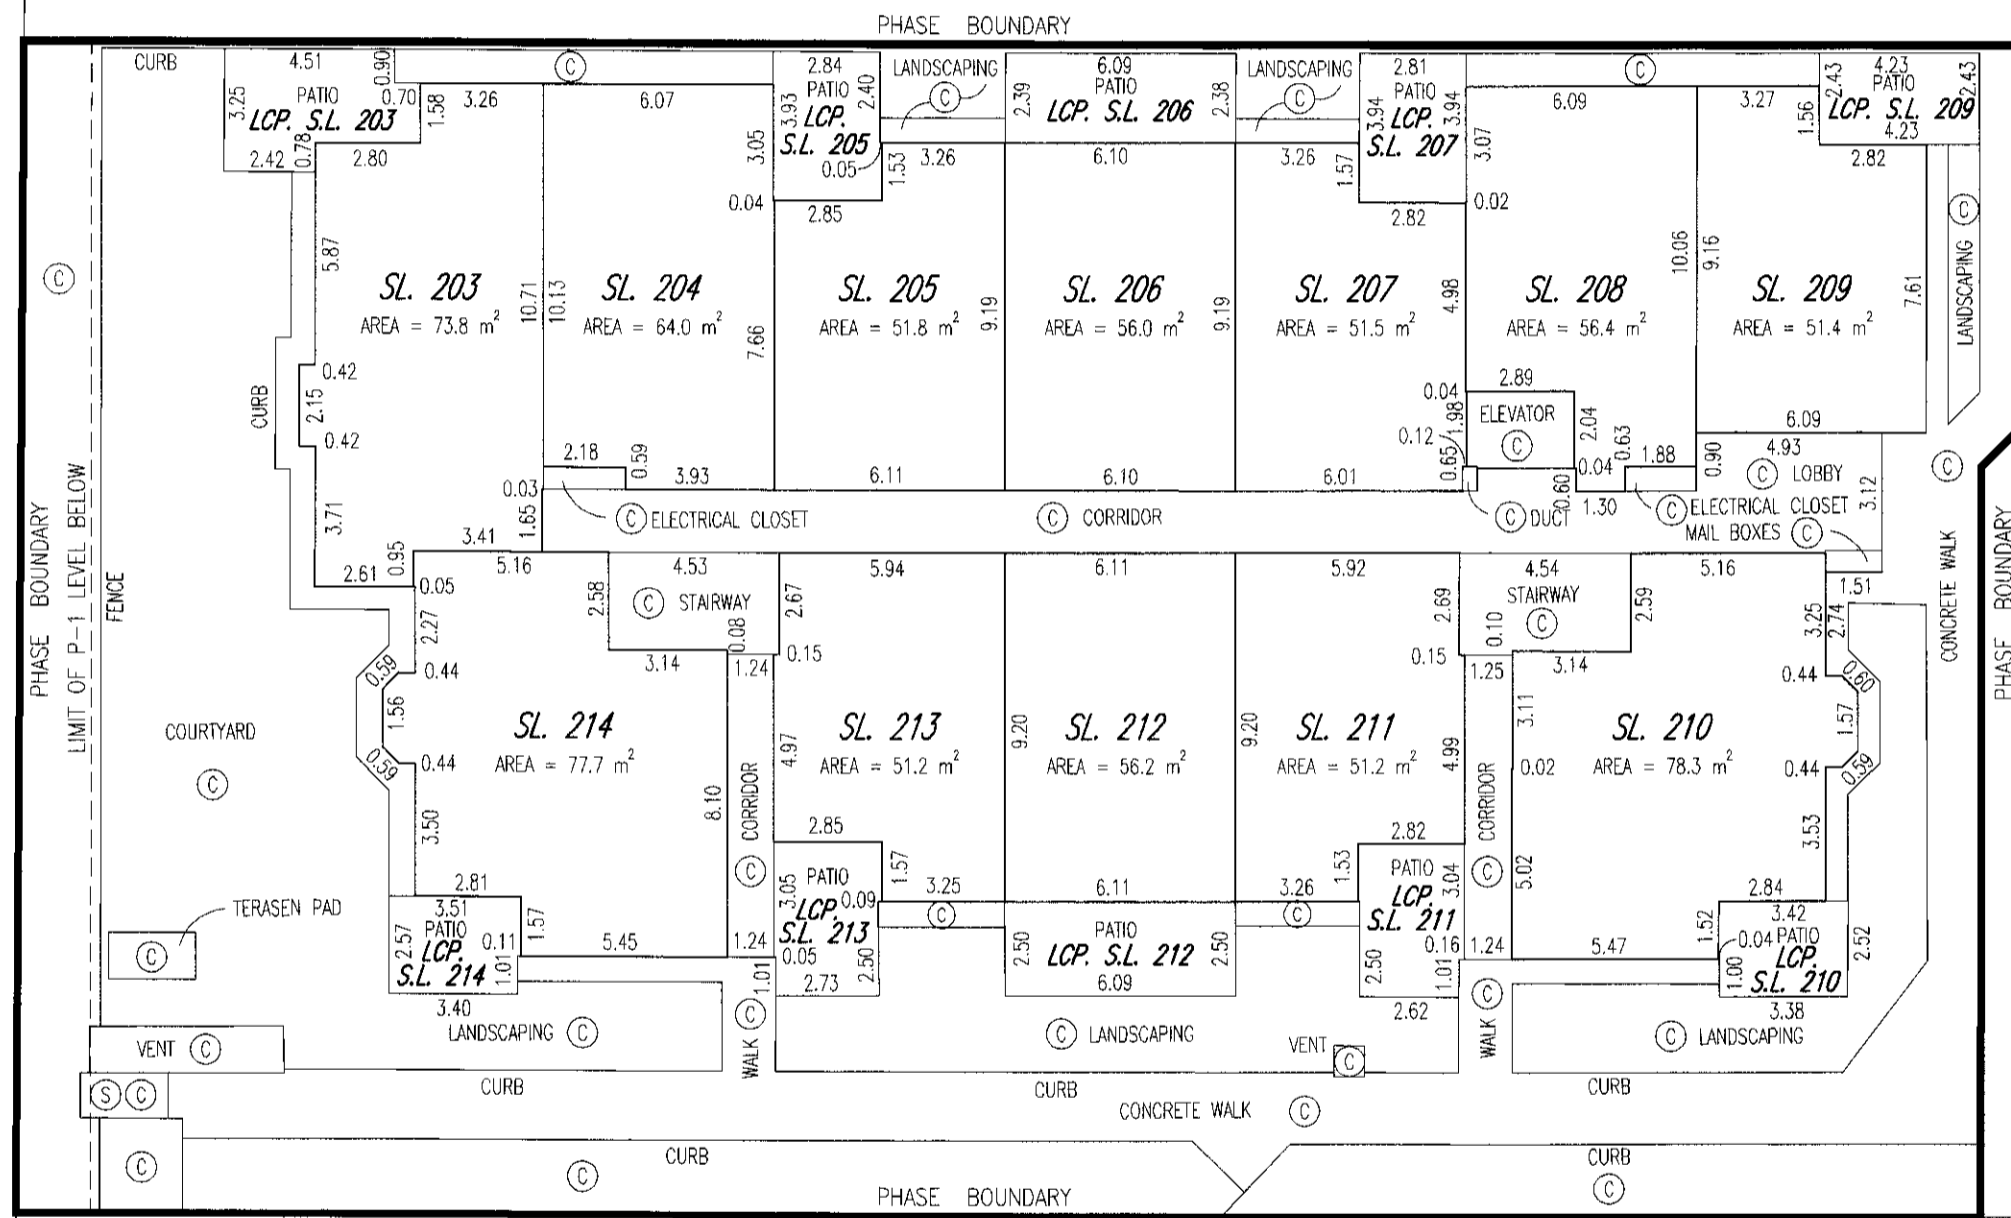 PHASE BOUNDARY
CURB
4.51
0.90
C
2.84
LANDSCAPING
6.09
LANDSCAPING
2.81
C
4.23
2.43
2.43
3.25
PATIO
0.70
LCP. S.L. 203
1.58
3.26
6.07
PATIO
2.40
3.93
LCP.
S.L. 205
C
2.39
PATIO
LCP. S.L. 206
2.38
C
PATIO
3.94
3.94
LCP.
S.L. 207
6.09
3.27
1.56
PATIO
LCP. S.L. 209
4.23
2.42
0.78
2.80
3.05
0.05
1.53
3.26
6.10
3.26
1.57
3.07
2.82
0.04
2.85
2.82
0.02
LANDSCAPING C
C
5.87
SL. 203
AREA = 73.8 m²
10.71
10.13
SL. 204
AREA = 64.0 m²
7.66
SL. 205
AREA = 51.8 m²
9.19
SL. 206
AREA = 56.0 m²
9.19
SL. 207
AREA = 51.5 m²
4.98
SL. 208
AREA = 56.4 m²
10.06
9.16
SL. 209
AREA = 51.4 m²
7.61
0.42
2.15
0.42
CURB
0.04
2.89
ELEVATOR
C
1.98
0.12
0.65
2.04
0.04
0.63
1.88
0.90
6.09
4.93
C LOBBY
3.12
C
2.18
0.59
3.93
6.11
6.10
6.01
0.03
3.71
1.65
C ELECTRICAL CLOSET
C CORRIDOR
C DUCT
0.60
1.30
C ELECTRICAL CLOSET
MAIL BOXES C
PHASE BOUNDARY
LIMIT OF P-1 LEVEL BELOW
FENCE
CONCRETE WALK
PHASE BOUNDARY
3.41
0.95
2.61
0.05
5.16
4.53
5.94
6.11
5.92
4.54
5.16
1.51
2.27
2.58
C STAIRWAY
0.08
2.67
2.69
STAIRWAY
C
0.10
2.59
3.25
2.74
3.14
1.24
0.15
0.15
1.25
3.14
0.59
0.44
1.56
0.59
0.44
0.44
0.60
1.57
0.44
0.59
COURTYARD
C
SL. 214
AREA = 77.7 m²
8.10
C CORRIDOR
4.97
SL. 213
AREA = 51.2 m²
9.20
SL. 212
AREA = 56.2 m²
9.20
SL. 211
AREA = 51.2 m²
4.99
C CORRIDOR
3.11
0.02
5.02
SL. 210
AREA = 78.3 m²
3.50
2.85
2.82
3.53
TERASEN PAD
C
2.81
3.51
PATIO
2.57
LCP.
S.L. 214
0.11
1.01
1.57
5.45
1.24
3.40
PATIO
3.05
0.09
LCP.
S.L. 213
0.05
2.73
2.50
1.57
3.25
C
1.01
6.11
PATIO
2.50
LCP. S.L. 212
2.50
6.09
3.26
C
1.53
PATIO
LCP.
3.04
S.L. 211
0.16
2.50
1.01
2.62
1.24
5.47
1.52
2.84
3.42
0.04
PATIO
LCP.
S.L. 210
1.00
2.52
3.38
VENT C
LANDSCAPING C
WALK C
C LANDSCAPING
VENT
C
WALK C
C LANDSCAPING
S C
CURB
CURB
CURB
CONCRETE WALK C
C
CURB
C
CURB
C
PHASE BOUNDARY